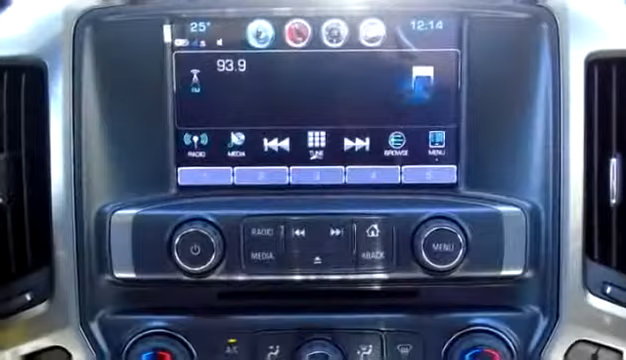 25° 12:14
93.9
FM
RADIO MEDIA TUNE BROWSE MENU
1 2 3 4 5
RADIO
MEDIA BACK
MENU
A/C